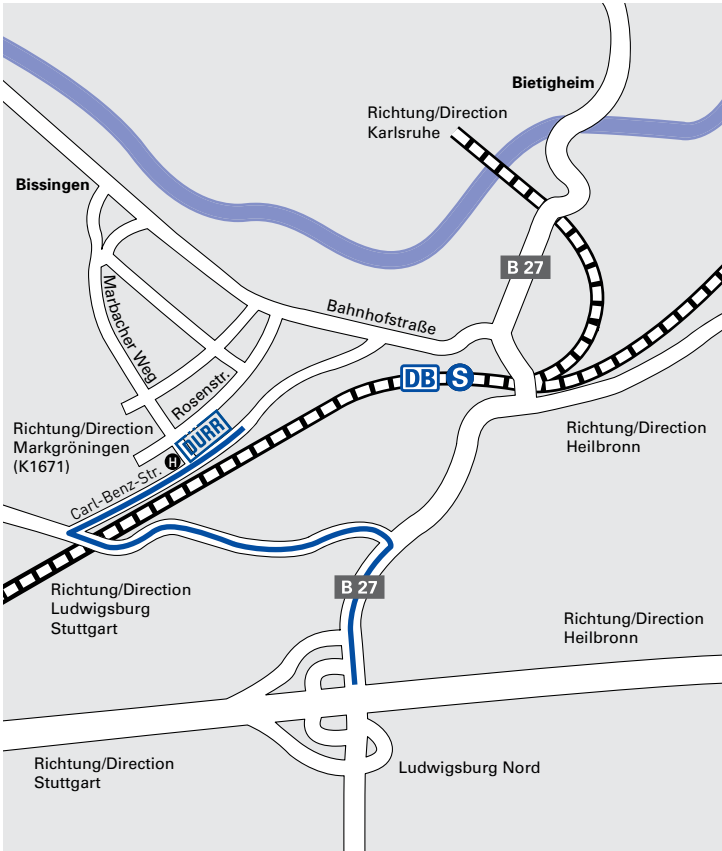 Bietigheim
Richtung/Direction
Karlsruhe
Bissingen
B 27
Marbacher Weg
Bahnhofstraße
DB S
Rosenstr.
DÜRR
Richtung/Direction
Markgröningen
(K1671)
H
Carl-Benz-Str.
Richtung/Direction
Heilbronn
B 27
Richtung/Direction
Ludwigsburg
Stuttgart
Richtung/Direction
Heilbronn
Richtung/Direction
Stuttgart
Ludwigsburg Nord